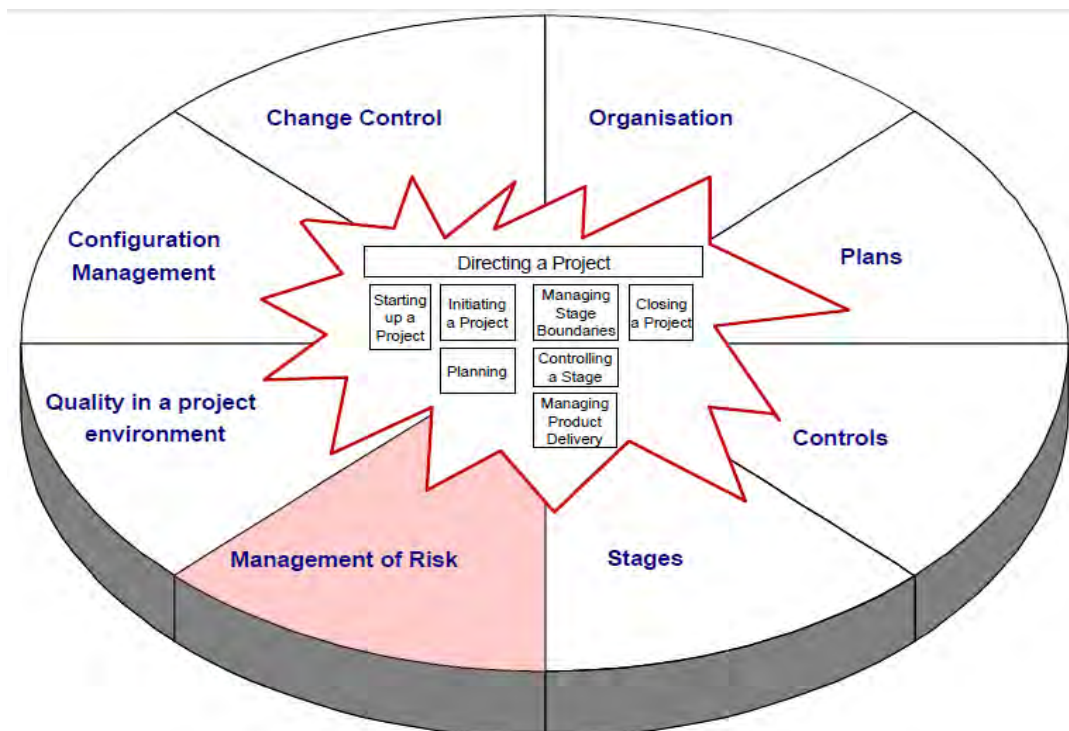 Change Control
Organisation
Configuration
Management
Plans
Directing a Project
Starting
up a
Project
Initiating
a Project
Managing
Stage
Boundaries
Closing
a Project
Planning
Controlling
a Stage
Managing
Product
Delivery
Quality in a project
environment
Controls
Management of Risk
Stages